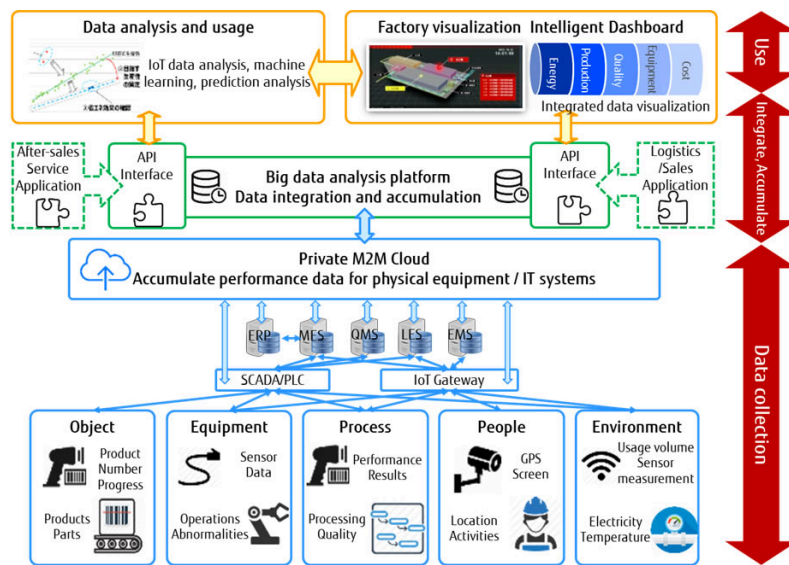 Data analysis and usage
IoT data analysis, machine
learning, prediction analysis
Factory visualization
Intelligent Dashboard
Energy
Production
Quality
Equipment
Cost
Integrated data visualization
Use
After-sales
Service
Application
API
Interface
Big data analysis platform
Data integration and accumulation
API
Interface
Logistics
/Sales
Application
Integrate, Accumulate
Private M2M Cloud
Accumulate performance data for physical equipment / IT systems
ERP
MES
QMS
LES
EMS
SCADA/PLC
IoT Gateway
Data collection
Object
Product
Number
Progress
Products
Parts
Equipment
Sensor
Data
Operations
Abnormalities
Process
Performance
Results
Processing
Quality
People
GPS
Screen
Location
Activities
Environment
Usage volume
Sensor
measurement
Electricity
Temperature